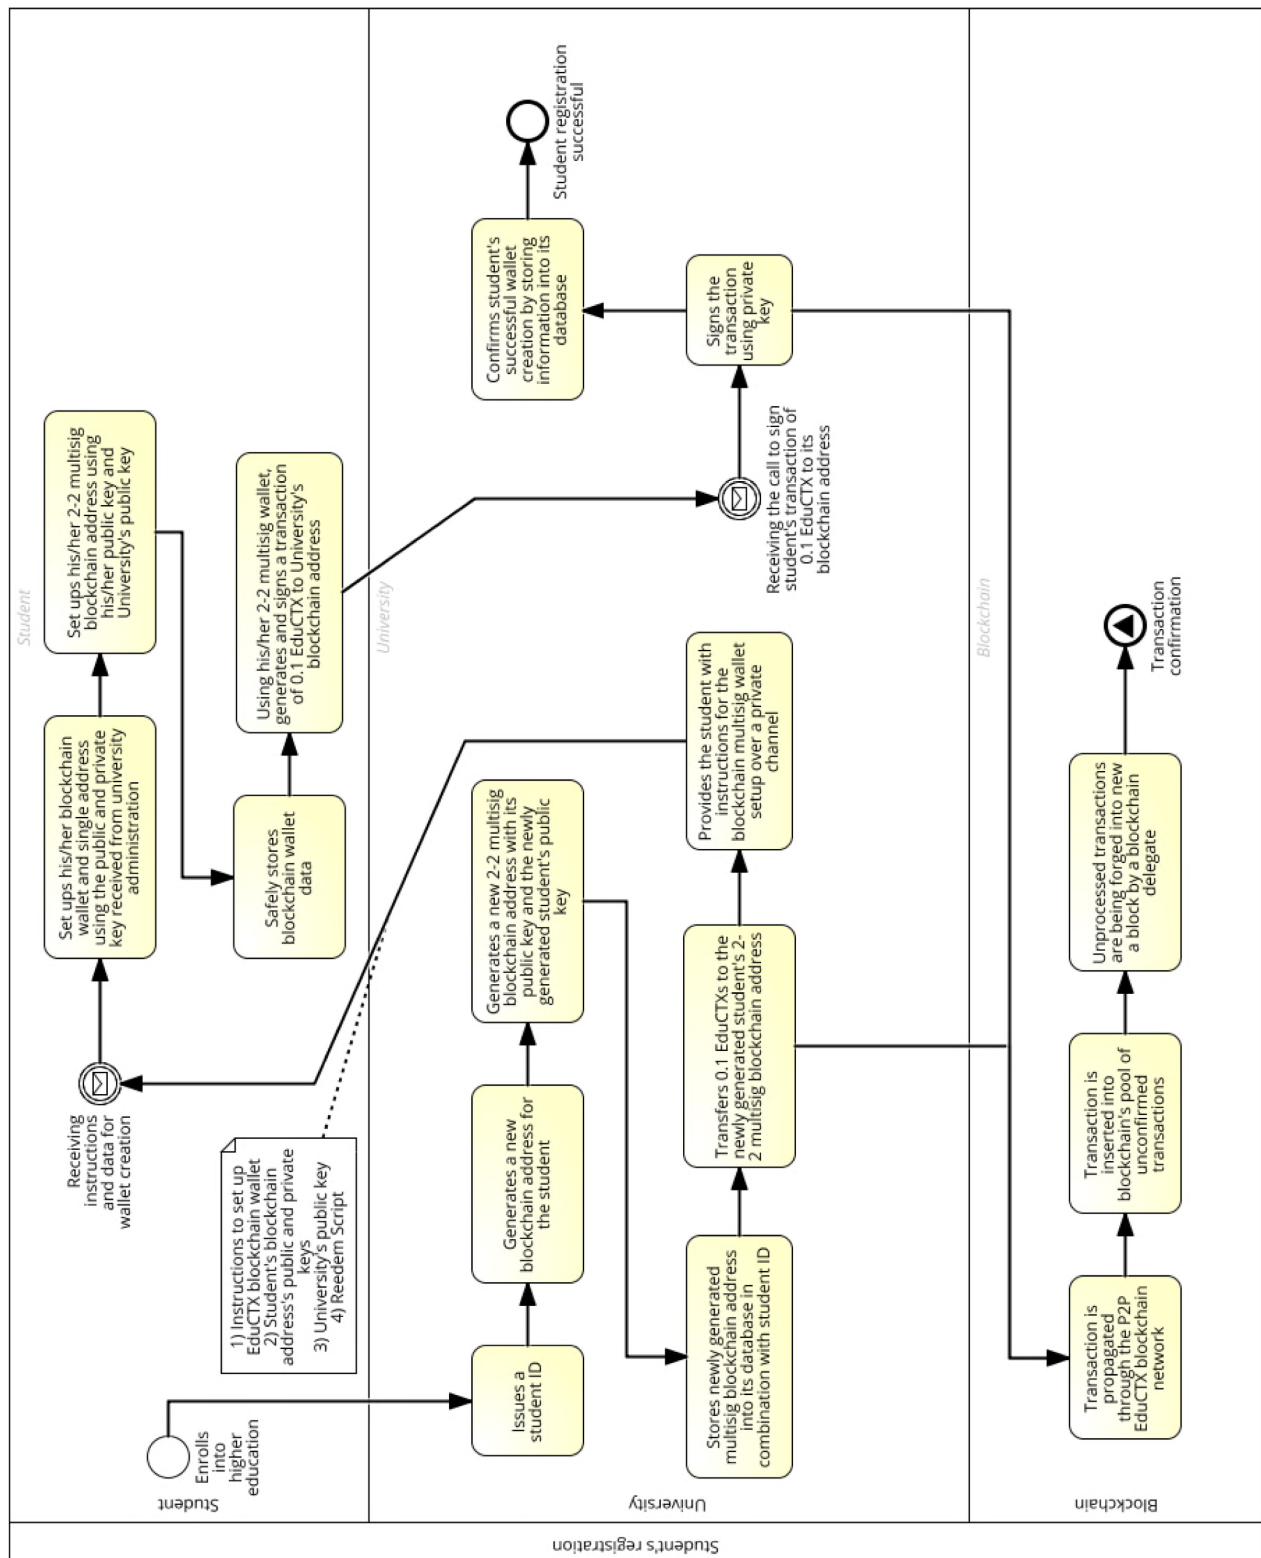 Student's registration
Student
Student
Enrolls
into
higher
education
Receiving
instructions
and data for
wallet creation
Set ups his/her blockchain
wallet and single address
using the public and private
key received from university
administration
Set ups his/her 2-2 multisig
blockchain address using
his/her public key and
University's public key
Safely stores
blockchain wallet
data
Using his/her 2-2 multisig wallet,
generates and signs a transaction
of 0.1 EduCTX to University's
blockchain address
1) Instructions to set up
EduCTX blockchain wallet
2) Student's blockchain
address's public and private
keys
3) University's public key
4) Reedem Script
University
University
Issues a
student ID
Generates a new
blockchain address for
the student
Generates a new 2-2 multisig
blockchain address with its
public key and the newly
generated student's public
key
Stores newly generated
multisig blockchain address
into its database in
combination with student ID
Transfers 0.1 EduCTXs to the
newly generated student's 2-
2 multisig blockchain address
Provides the student with
instructions for the
blockchain multisig wallet
setup over a private
channel
Receiving the call to sign
student's transaction of
0.1 EduCTX to its
blockchain address
Signs the
transaction
using private
key
Confirms student's
successful wallet
creation by storing
information into its
database
Student registration
successful
Blockchain
Blockchain
Transaction is
propagated
through the P2P
EduCTX blockchain
network
Transaction is
inserted into
blockchain's pool of
unconfirmed
transactions
Unprocessed transactions
are being forged into new
a block by a blockchain
delegate
Transaction
confirmation